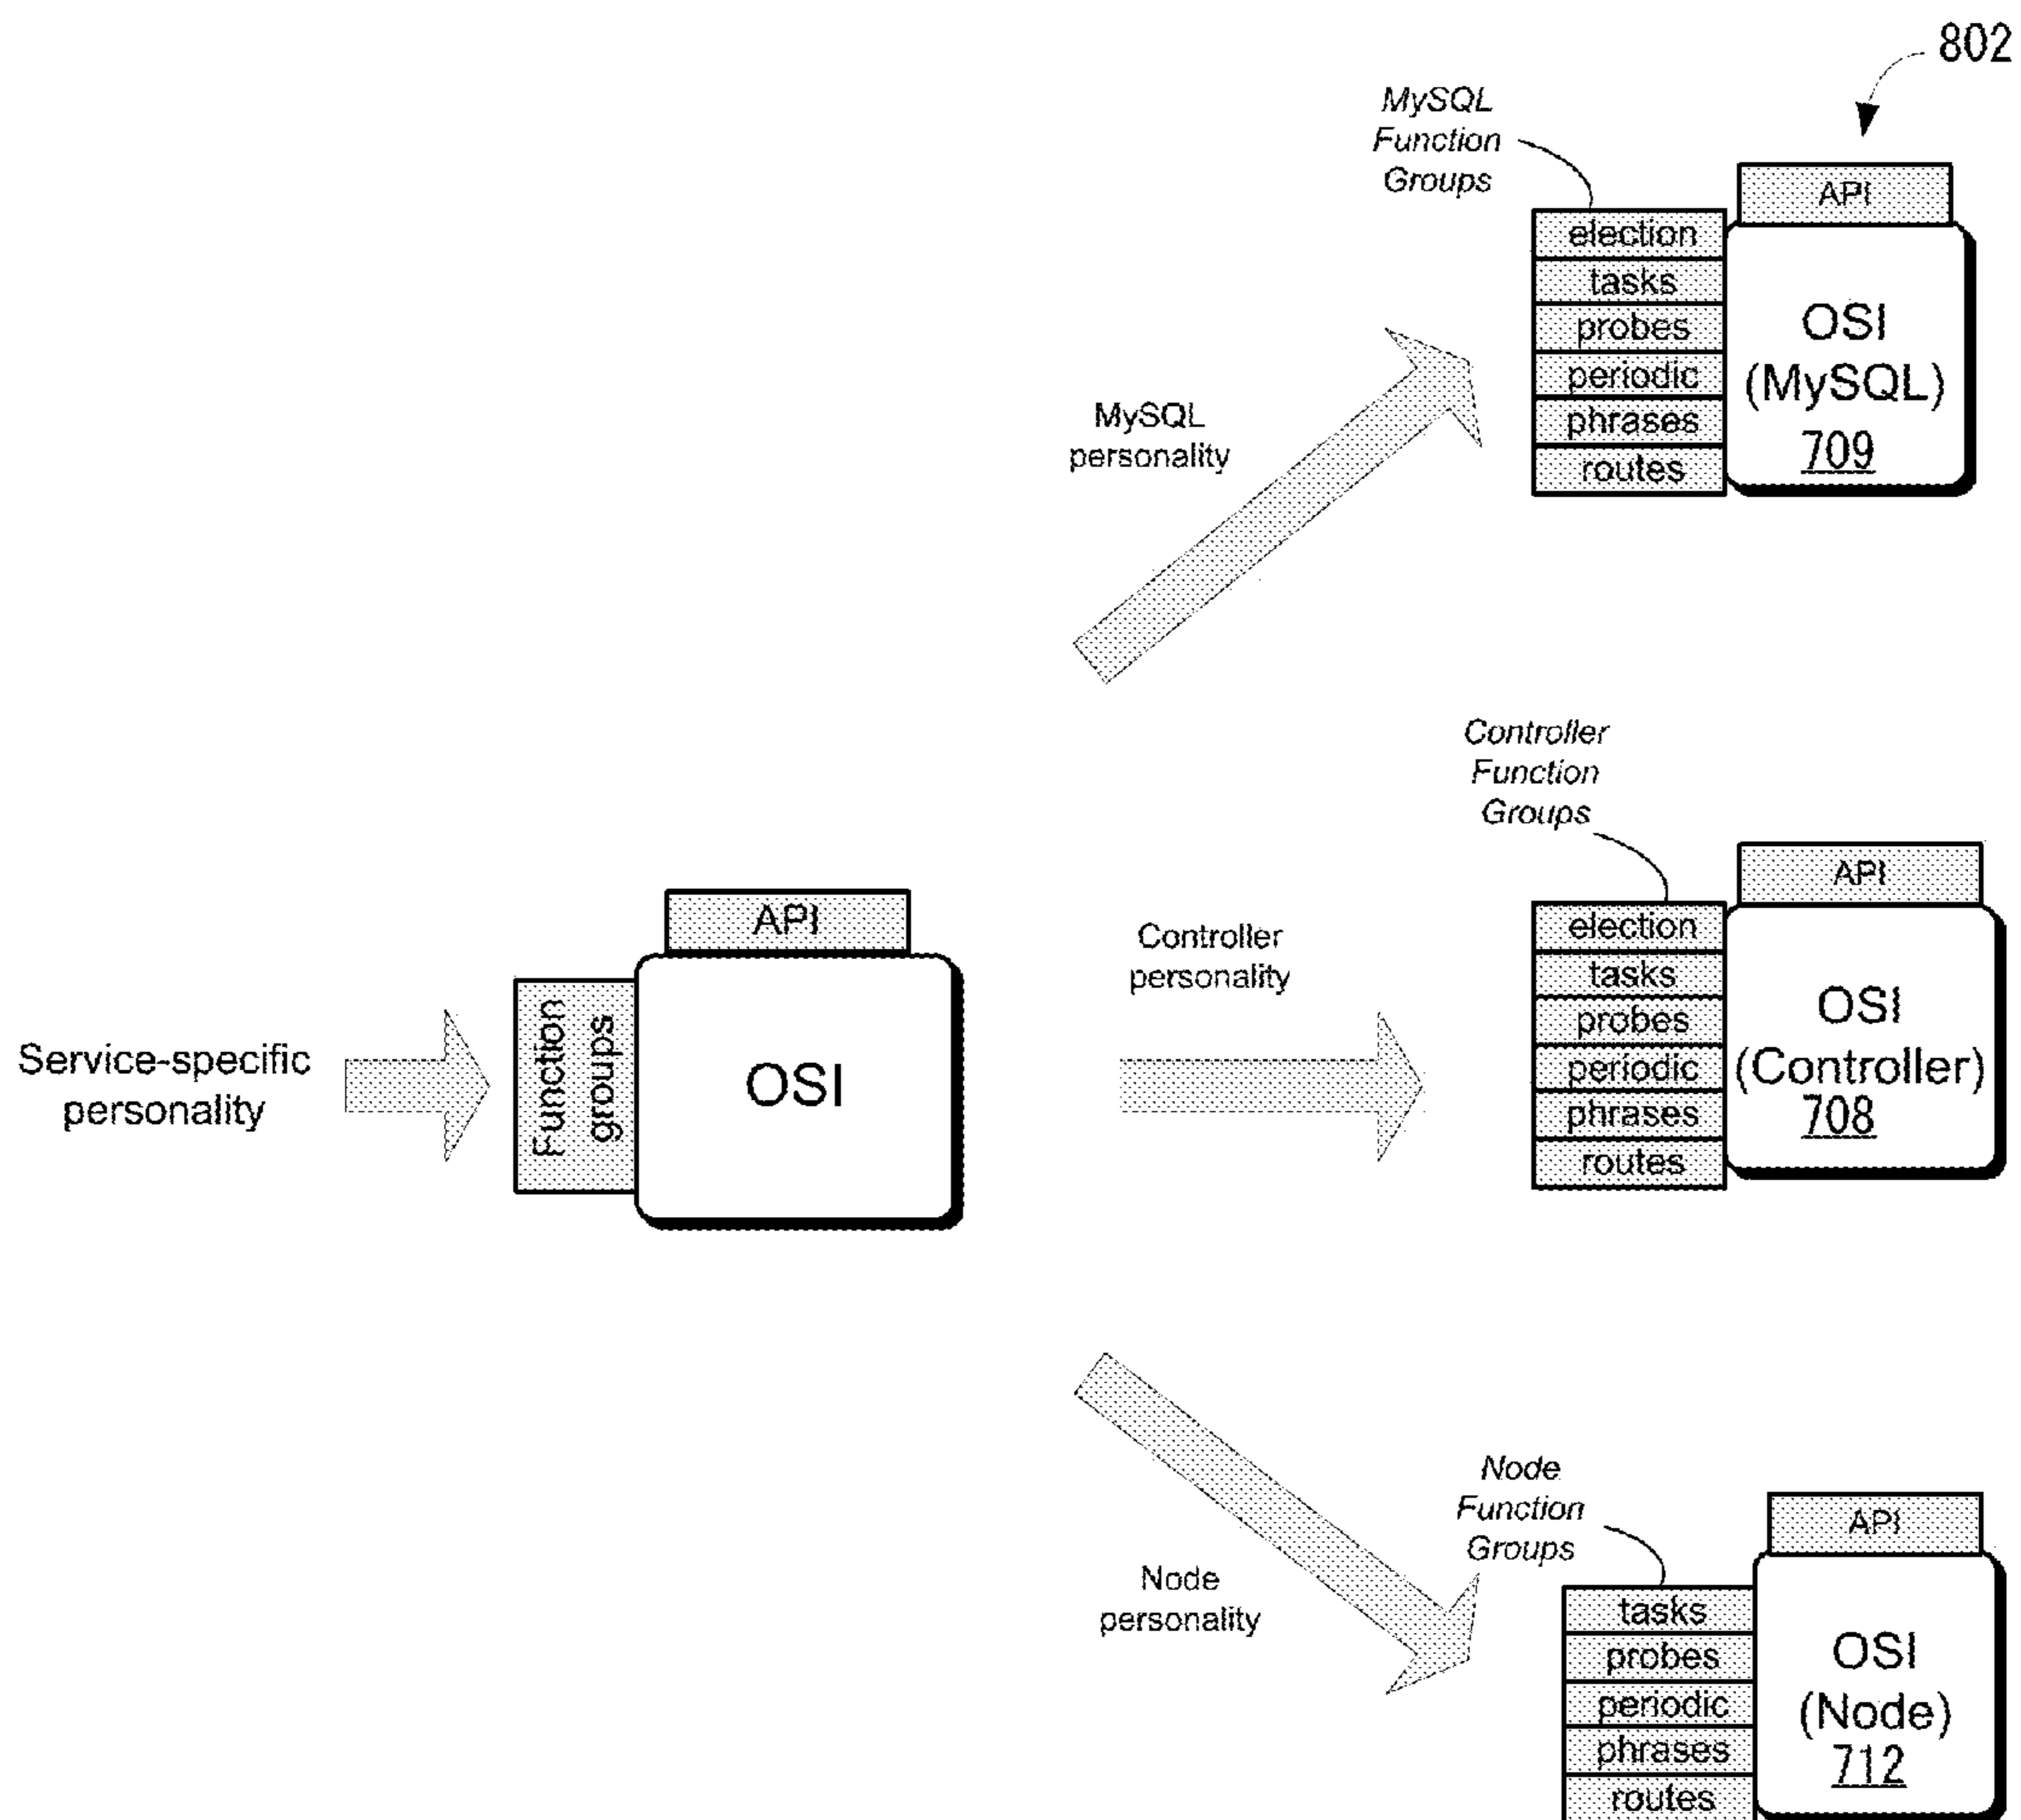 802
MySQL
Function
Groups
API
election
tasks
probes
periodic
phrases
routes
OSI
(MySQL)
709
MySQL
personality
Controller
Function
Groups
API
election
tasks
probes
periodic
phrases
routes
OSI
(Controller)
708
Controller
personality
API
Function
groups
OSI
Service-specific
personality
Node
Function
Groups
API
tasks
probes
periodic
phrases
routes
OSI
(Node)
712
Node
personality